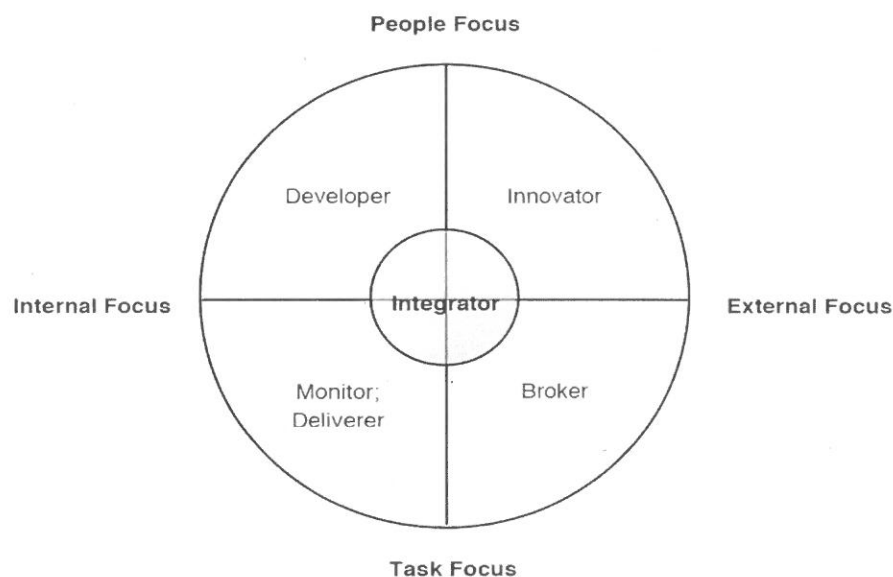 People Focus
Developer
Innovator
Internal Focus
Integrator
External Focus
Monitor;
Deliverer
Broker
Task Focus